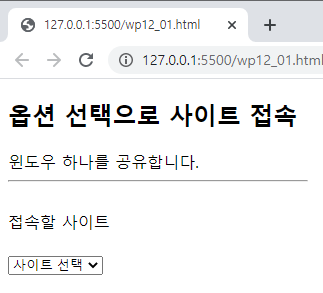 127.0.0.1:5500/wp12_01.html
127.0.0.1:5500/wp12_01.html
옵션 선택으로 사이트 접속
윈도우 하나를 공유합니다.
접속할 사이트
사이트 선택